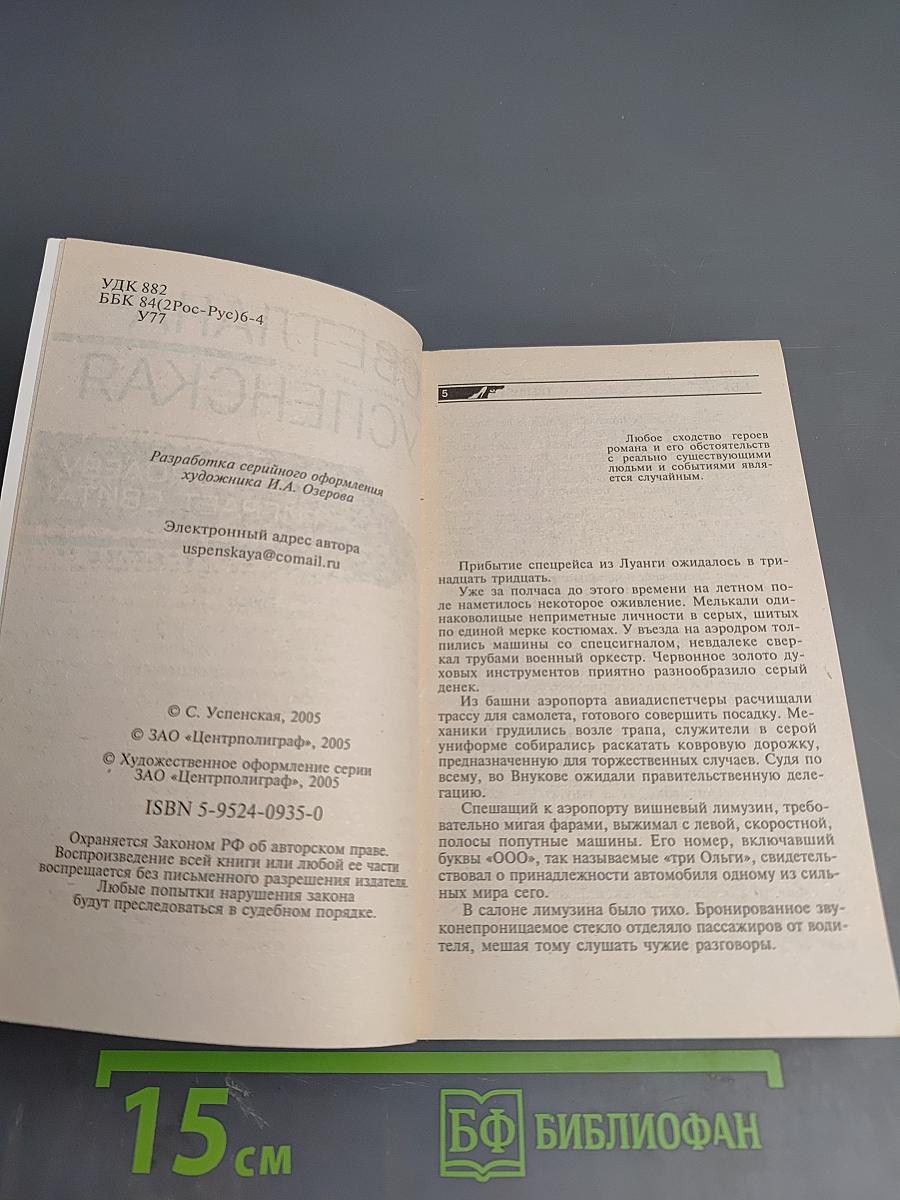 УДК 882
ББК 84(2Рос-Рус)6-4
У77
Разработка серийного оформления
художника И.А. Озерова
Электронный адрес автора
uspenskaya@comail.ru
© С. Успенская, 2005
© ЗАО «Центрполиграф», 2005
© Художественное оформление серии
ЗАО «Центрполиграф», 2005
ISBN 5-9524-0935-0
Охраняется Законом РФ об авторском праве.
Воспроизведение всей книги или любой ее части
воспрещается без письменного разрешения издателя.
Любые попытки нарушения закона
будут преследоваться в судебном порядке.
5
Любое сходство героев
романа и его обстоятельств
с реально существующими
людьми и событиями явля-
ется случайным.
Прибытие спецрейса из Луанги ожидалось в три-
надцать тридцать.
Уже за полчаса до этого времени на летном по-
ле наметилось некоторое оживление. Мелькали оди-
наковолицые неприметные личности в серых, шитых
по единой мерке костюмах. У въезда на аэродром тол-
пились машины со спецсигналом, невдалеке свер-
кал трубами военный оркестр. Червонное золото ду-
ховых инструментов приятно разнообразило серый
денек.
Из башни аэропорта авиадиспетчеры расчищали
трассу для самолета, готового совершить посадку. Ме-
ханики грудились возле трапа, служители в серой
униформе собирались раскатать ковровую дорожку,
предназначенную для торжественных случаев. Судя по
всему, во Внукове ожидали правительственную деле-
гацию.
Спешащий к аэропорту вишневый лимузин, требо-
вательно мигая фарами, выжимал с левой, скоростной,
полосы попутные машины. Его номер, включавший
буквы «ООО», так называемые «три Ольги», свидетель-
ствовал о принадлежности автомобиля одному из силь-
ных мира сего.
В салоне лимузина было тихо. Бронированное зву-
конепроницаемое стекло отделяло пассажиров от води-
теля, мешая тому слушать чужие разговоры.
15 см
БФ БИБЛИОФАН